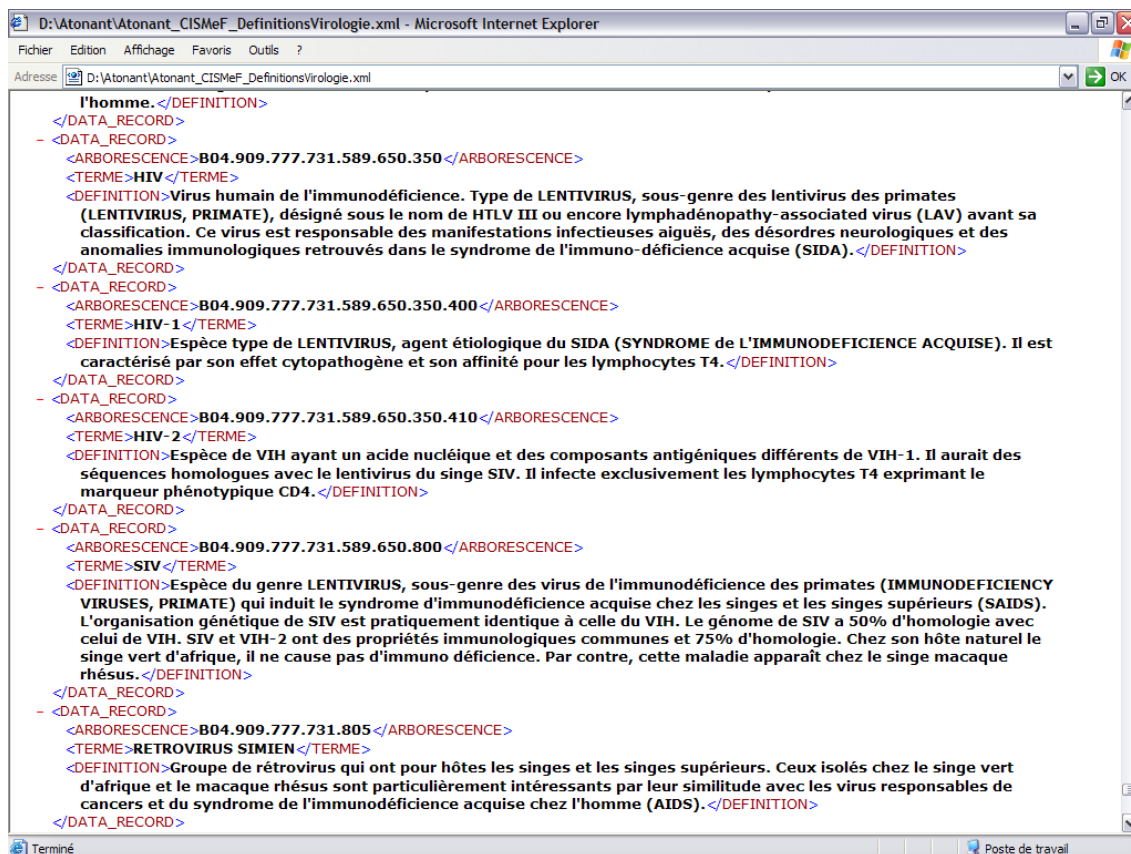 D:\Atonant\Atonant_CISMeF_DefinitionsVirologie.xml - Microsoft Internet Explorer
Fichier Edition Affichage Favoris Outils ?
Adresse D:\Atonant\Atonant_CISMeF_DefinitionsVirologie.xml OK
l'homme.</DEFINITION>
</DATA_RECORD>
- <DATA_RECORD>
<ARBORESCENCE>B04.909.777.731.589.650.350</ARBORESCENCE>
<TERME>HIV</TERME>
<DEFINITION>Virus humain de l'immunodéficience. Type de LENTIVIRUS, sous-genre des lentivirus des primates
(LENTIVIRUS, PRIMATE), désigné sous le nom de HTLV III ou encore lymphadénopathy-associated virus (LAV) avant sa
classification. Ce virus est responsable des manifestations infectieuses aiguës, des désordres neurologiques et des
anomalies immunologiques retrouvés dans le syndrome de l'immuno-déficience acquise (SIDA).</DEFINITION>
</DATA_RECORD>
- <DATA_RECORD>
<ARBORESCENCE>B04.909.777.731.589.650.350.400</ARBORESCENCE>
<TERME>HIV-1</TERME>
<DEFINITION>Espèce type de LENTIVIRUS, agent étiologique du SIDA (SYNDROME de L'IMMUNODEFICIENCE ACQUISE). Il est
caractérisé par son effet cytopathogène et son affinité pour les lymphocytes T4.</DEFINITION>
</DATA_RECORD>
- <DATA_RECORD>
<ARBORESCENCE>B04.909.777.731.589.650.350.410</ARBORESCENCE>
<TERME>HIV-2</TERME>
<DEFINITION>Espèce de VIH ayant un acide nucléique et des composants antigéniques différents de VIH-1. Il aurait des
séquences homologues avec le lentivirus du singe SIV. Il infecte exclusivement les lymphocytes T4 exprimant le
marqueur phénotypique CD4.</DEFINITION>
</DATA_RECORD>
- <DATA_RECORD>
<ARBORESCENCE>B04.909.777.731.589.650.800</ARBORESCENCE>
<TERME>SIV</TERME>
<DEFINITION>Espèce du genre LENTIVIRUS, sous-genre des virus de l'immunodéficience des primates (IMMUNODEFICIENCY
VIRUSES, PRIMATE) qui induit le syndrome d'immunodéficience acquise chez les singes et les singes supérieurs (SAIDS).
L'organisation génétique de SIV est pratiquement identique à celle du VIH. Le génome de SIV a 50% d'homologie avec
celui de VIH. SIV et VIH-2 ont des propriétés immunologiques communes et 75% d'homologie. Chez son hôte naturel le
singe vert d'afrique, il ne cause pas d'immuno déficience. Par contre, cette maladie apparaît chez le singe macaque
rhésus.</DEFINITION>
</DATA_RECORD>
- <DATA_RECORD>
<ARBORESCENCE>B04.909.777.731.805</ARBORESCENCE>
<TERME>RETROVIRUS SIMIEN</TERME>
<DEFINITION>Groupe de rétrovirus qui ont pour hôtes les singes et les singes supérieurs. Ceux isolés chez le singe vert
d'afrique et le macaque rhésus sont particulièrement intéressants par leur similitude avec les virus responsables de
cancers et du syndrome de l'immunodéficience acquise chez l'homme (AIDS).</DEFINITION>
</DATA_RECORD>
Terminé Poste de travail